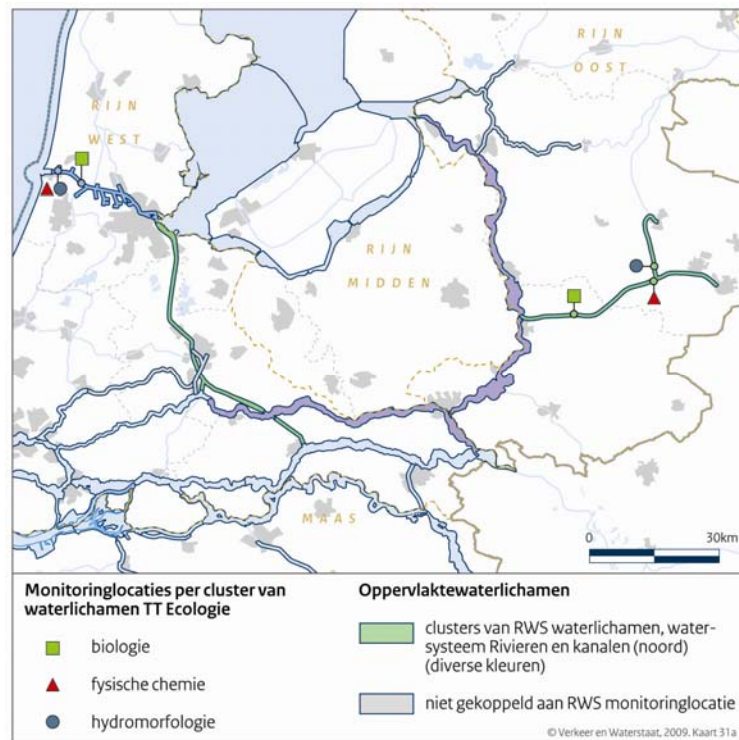 RIJN
OOST
RIJN
WEST
RIJN
MIDDEN
MAAS
0 30km
Monitoringlocaties per cluster van
waterlichamen TT Ecologie
biologie
fysische chemie
hydromorfologie
Oppervlaktewaterlichamen
clusters van RWS waterlichamen, water-
systeem Rivieren en kanalen (noord)
(diverse kleuren)
niet gekoppeld aan RWS monitoringlocatie
© Verkeer en Waterstaat, 2009. Kaart 31a